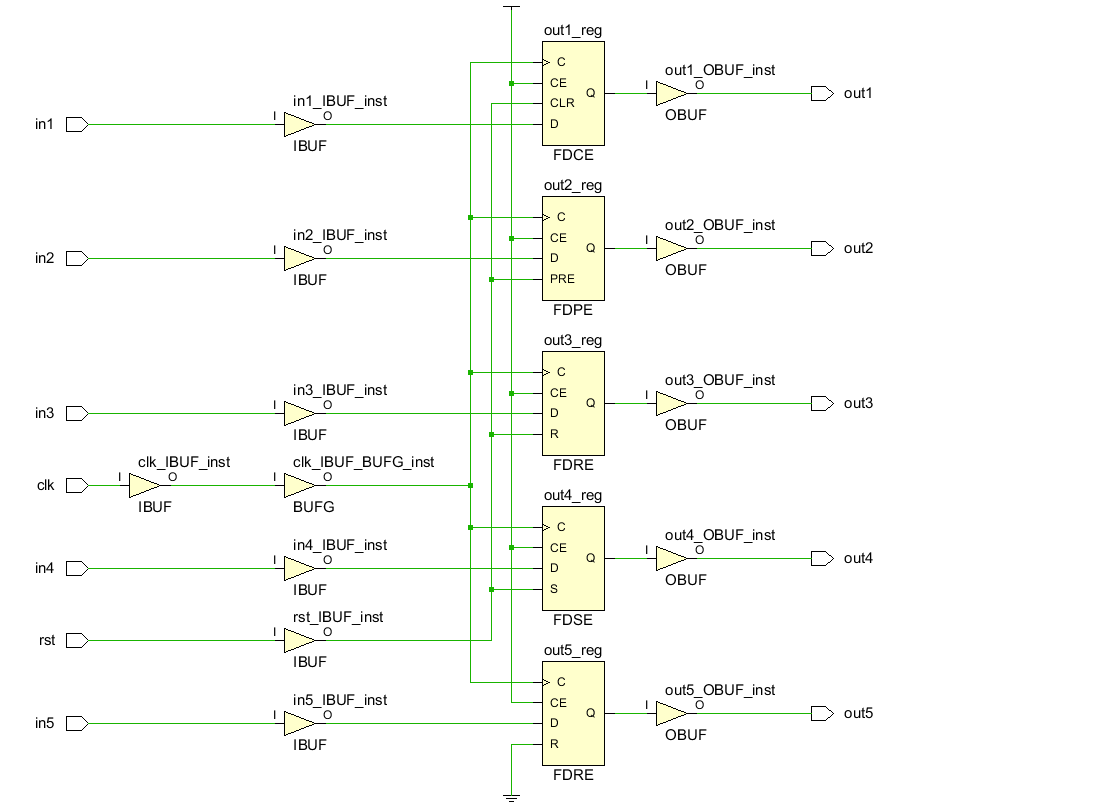 out1_reg
C
CE
CLR
D
Q
FDCE
out1_OBUF_inst
I
O
OBUF
out1
in1
in1_IBUF_inst
I
O
IBUF
out2_reg
C
CE
D
PRE
Q
FDPE
out2_OBUF_inst
I
O
OBUF
out2
in2
in2_IBUF_inst
I
O
IBUF
out3_reg
C
CE
D
R
Q
FDRE
out3_OBUF_inst
I
O
OBUF
out3
in3
in3_IBUF_inst
I
O
IBUF
clk
clk_IBUF_inst
I
O
IBUF
clk_IBUF_BUFG_inst
I
O
BUFG
out4_reg
C
CE
D
S
Q
FDSE
out4_OBUF_inst
I
O
OBUF
out4
in4
in4_IBUF_inst
I
O
IBUF
rst
rst_IBUF_inst
I
O
IBUF
out5_reg
C
CE
D
R
Q
FDRE
out5_OBUF_inst
I
O
OBUF
out5
in5
in5_IBUF_inst
I
O
IBUF